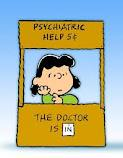 PSYCHIATRIC
HELP 5¢
THE DOCTOR
IS IN